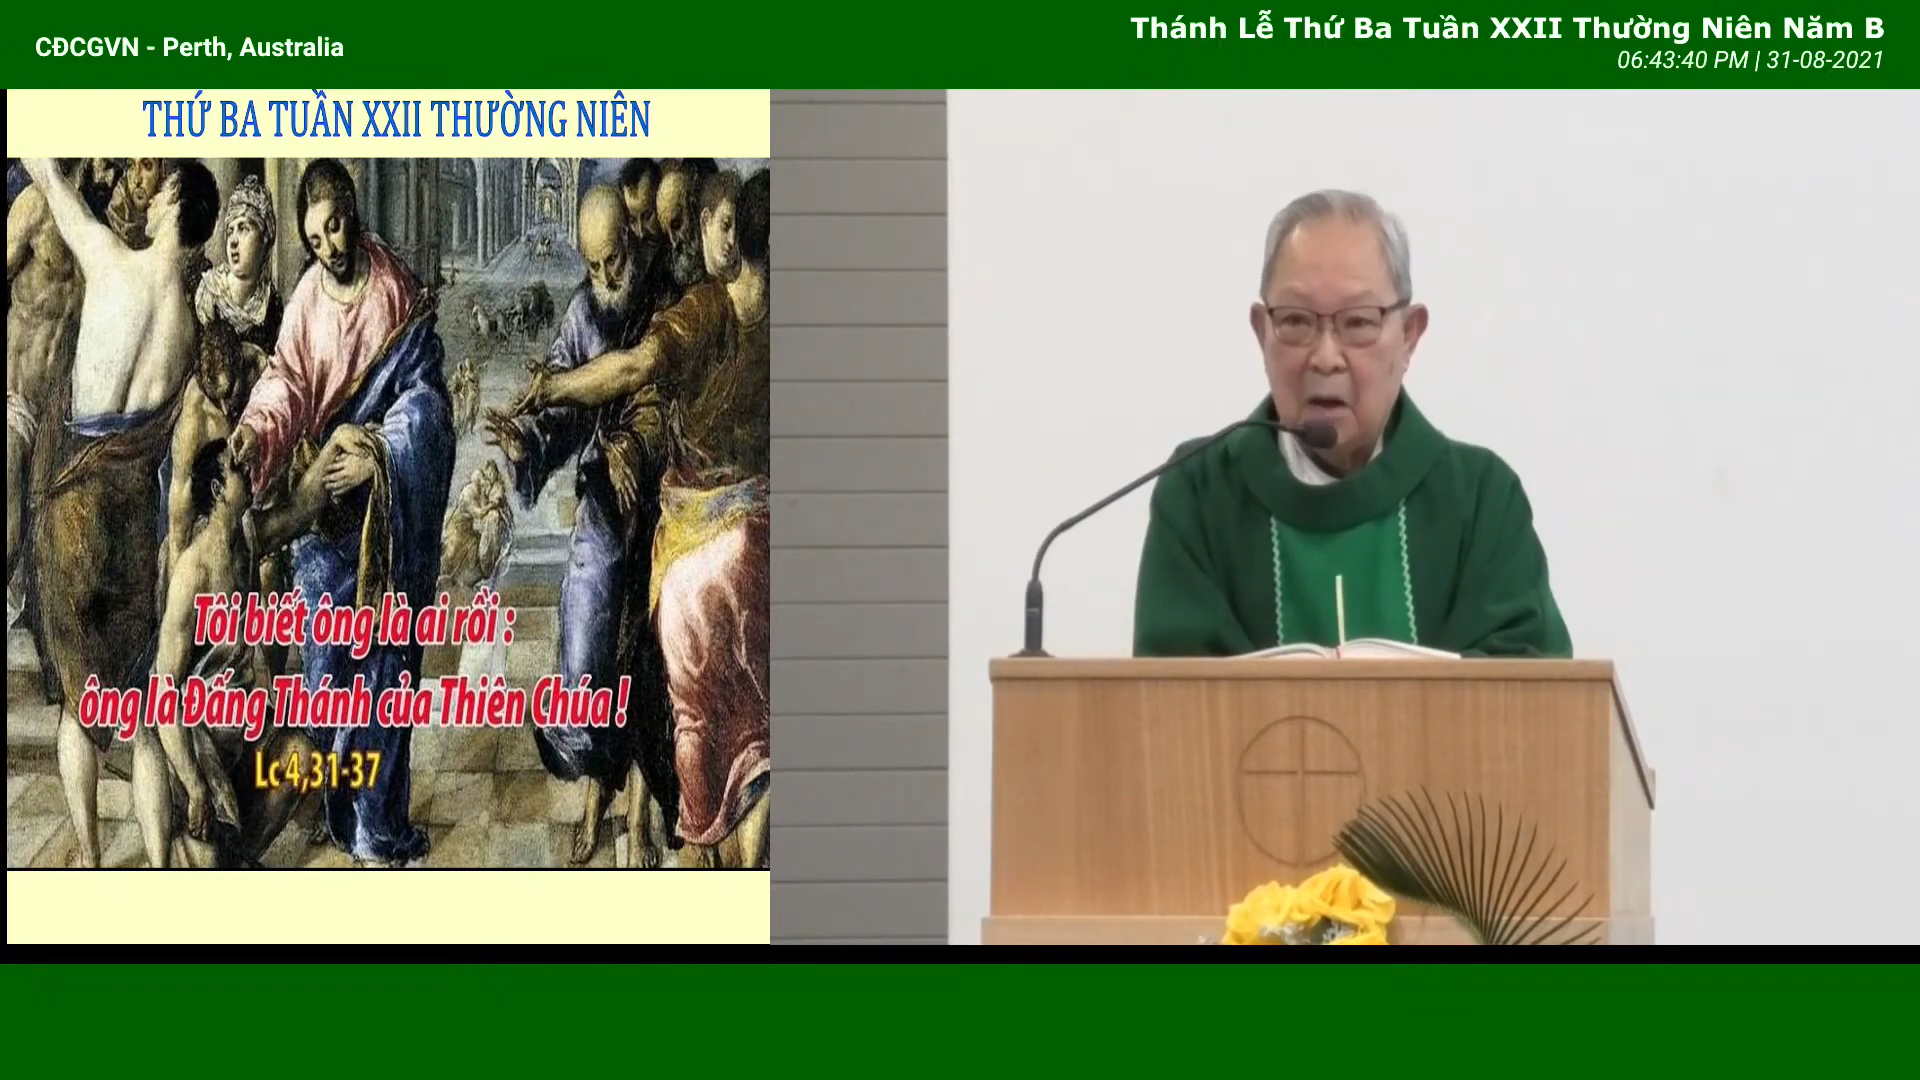 CĐCGVN - Perth, Australia
Thánh Lễ Thứ Ba Tuần XXII Thường Niên Năm B
06:43:40 PM | 31-08-2021
THỨ BA TUẦN XXII THƯỜNG NIÊN
Tôi biết ông là ai rồi :
ông là Đấng Thánh của Thiên Chúa !
Lc 4,31-37